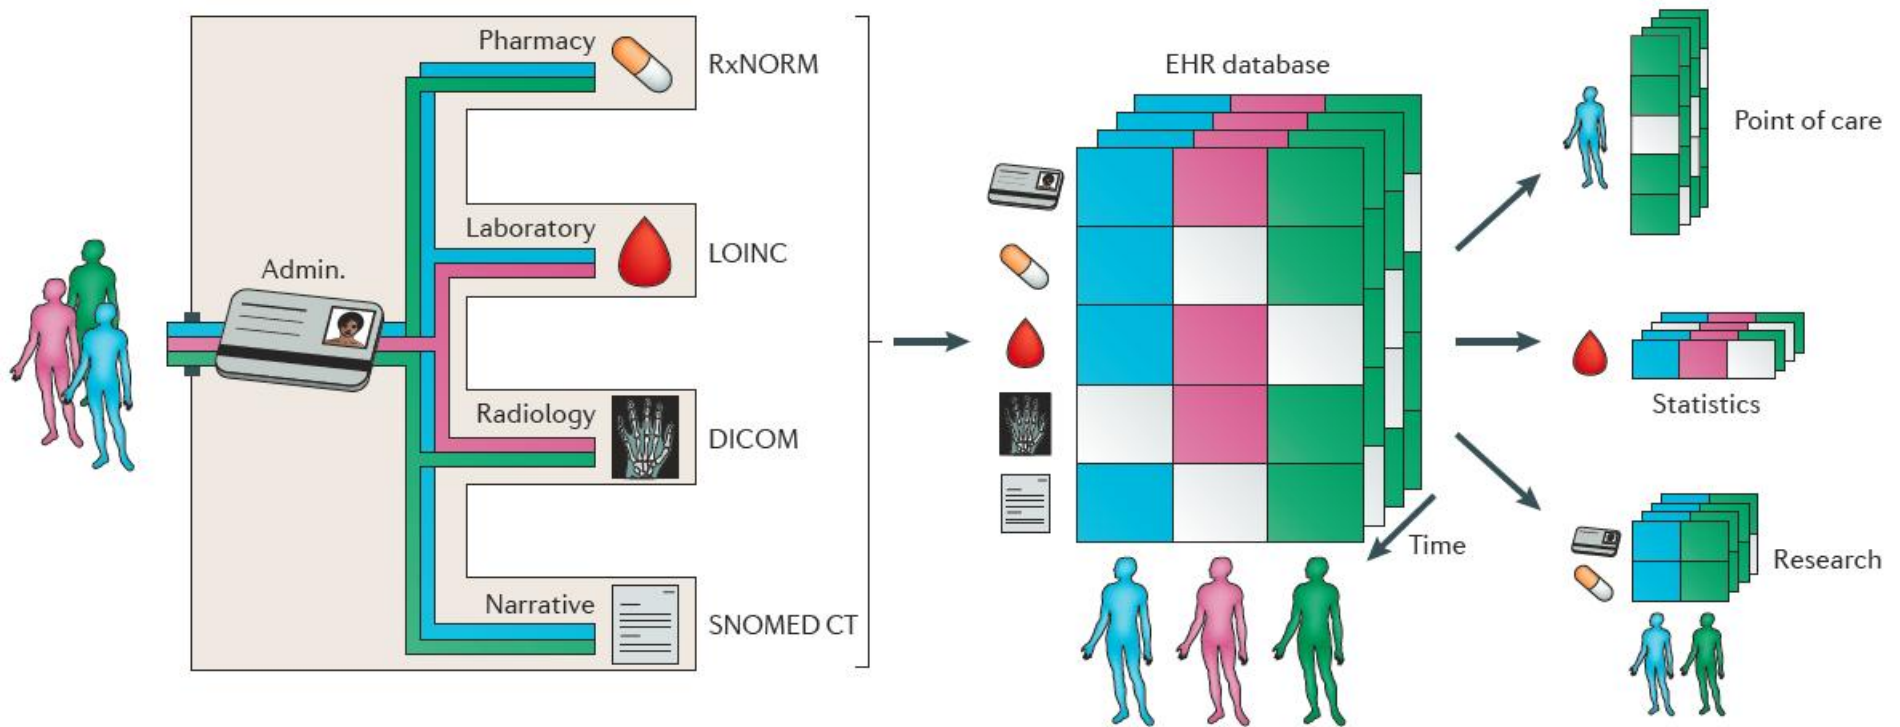 Pharmacy
RxNORM
Laboratory
LOINC
Admin.
Radiology
DICOM
Narrative
SNOMED CT
EHR database
Time
Point of care
Statistics
Research